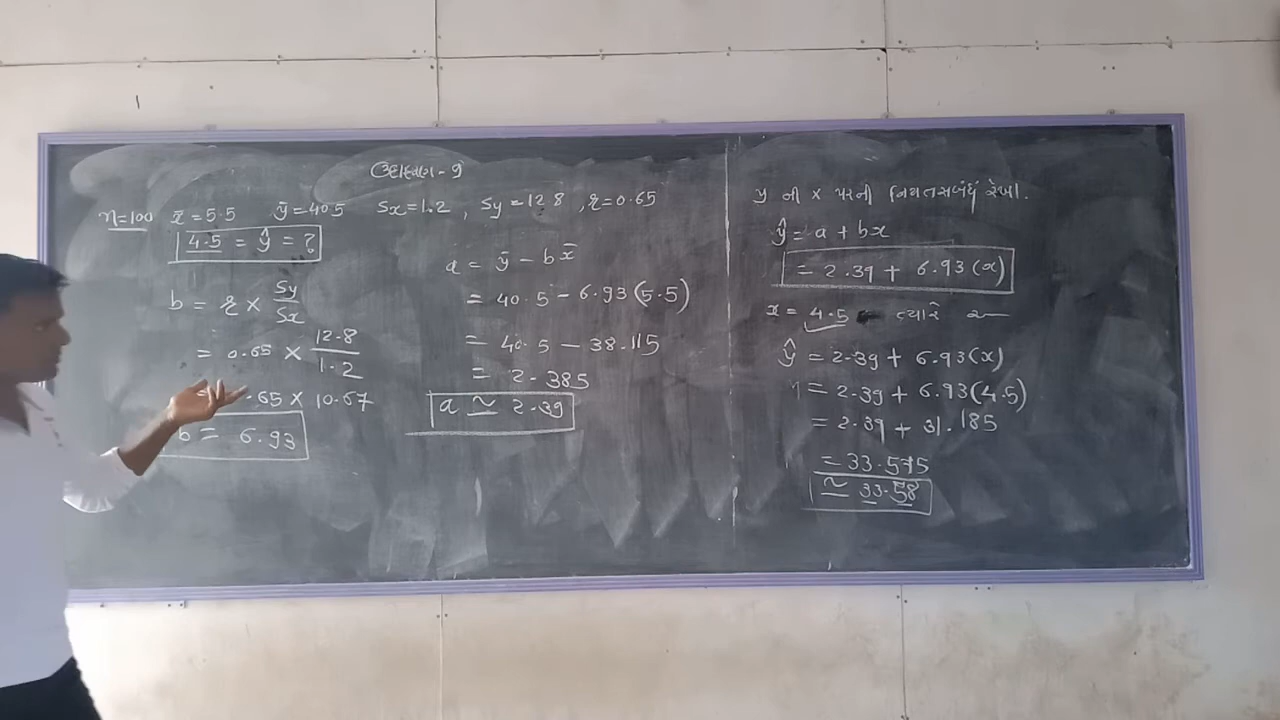 ઉદાહરણ - 9
n=100 x̄ = 5.5 ȳ = 40.5 Sx=1.2, Sy = 12.8, r=0.65
4.5 = ŷ = ?
b = r × Sy/Sx
= 0.65 × 12.8/1.2
.65 × 10.67
b = 6.93
a = ȳ - bx̄
= 40.5 - 6.93(5.5)
= 40.5 - 38.115
= 2.385
a ≃ 2.39
y ની x પરની નિયતસંબંધ રેખા.
ŷ = a + bx
= 2.39 + 6.93(x)
x = 4.5 ત્યારે
ŷ = 2.39 + 6.93(x)
= 2.39 + 6.93(4.5)
= 2.39 + 31.185
= 33.575
≃ 33.58